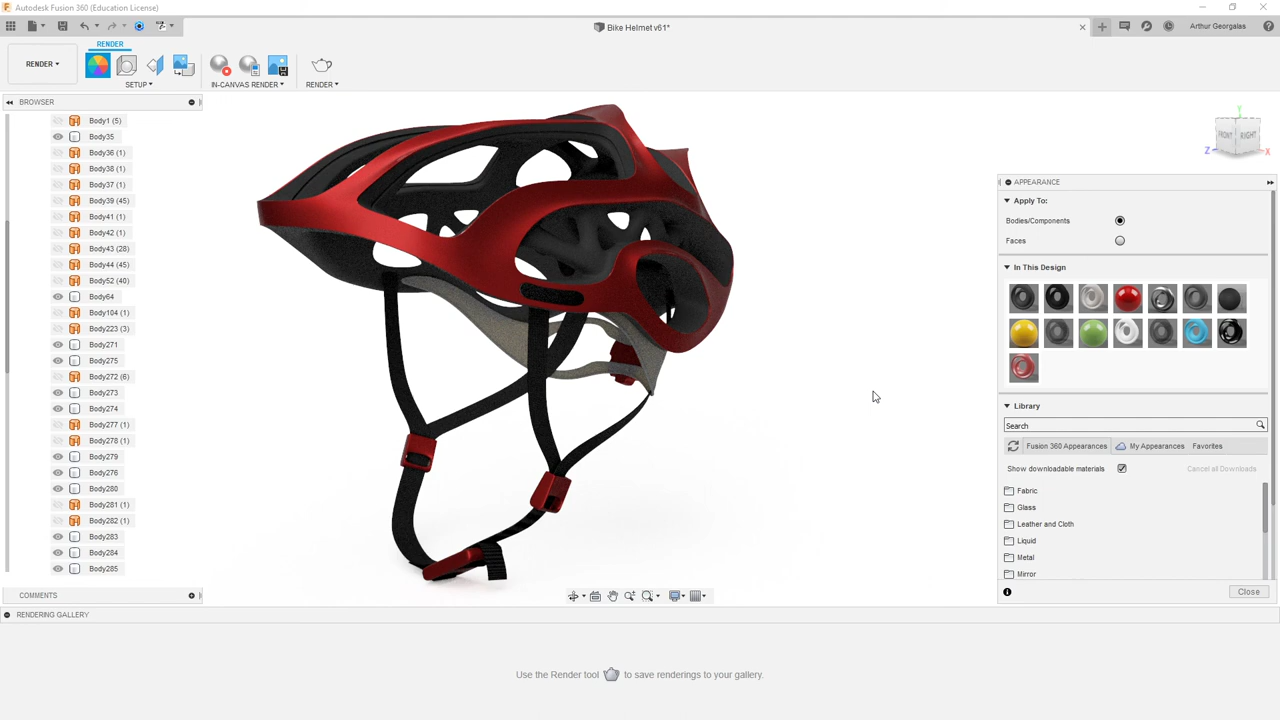 Autodesk Fusion 360 (Education License)
Bike Helmet v61*
Arthur Georgalas
RENDER
RENDER
SETUP
IN-CANVAS RENDER
RENDER
BROWSER
Body1 (5)
Body35
Body36 (1)
Body38 (1)
Body37 (1)
Body39 (45)
Body41 (1)
Body42 (1)
Body43 (28)
Body44 (45)
Body52 (40)
Body64
Body104 (1)
Body223 (3)
Body271
Body275
Body272 (6)
Body273
Body274
Body277 (1)
Body278 (1)
Body279
Body276
Body280
Body281 (1)
Body282 (1)
Body283
Body284
Body285
COMMENTS
Y
FRONT
RIGHT
Z
X
APPEARANCE
Apply To:
Bodies/Components
Faces
In This Design
Library
Search
Fusion 360 Appearances
My Appearances
Favorites
Show downloadable materials
Cancel all Downloads
Fabric
Glass
Leather and Cloth
Liquid
Metal
Mirror
Close
RENDERING GALLERY
Use the Render tool to save renderings to your gallery.